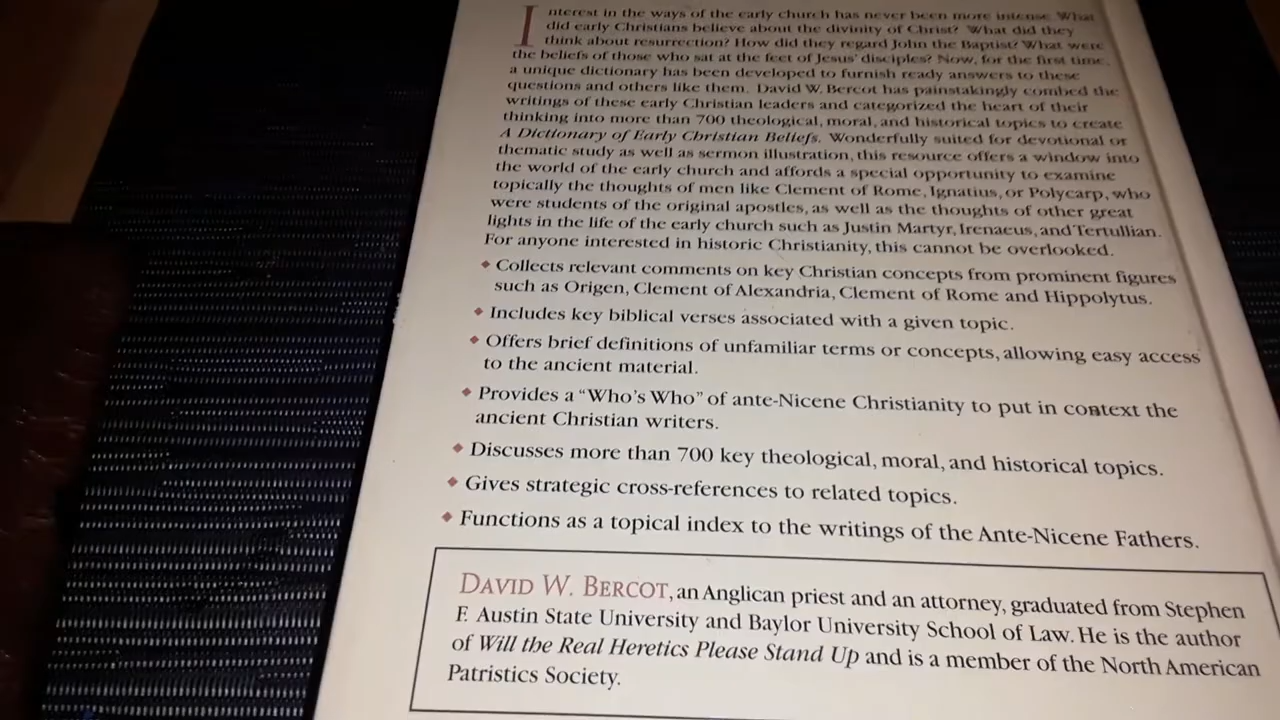 Interest in the ways of the early church has never been more intense. What
did early Christians believe about the divinity of Christ? What did they
think about resurrection? How did they regard John the Baptist? What were
the beliefs of those who sat at the feet of Jesus' disciples? Now, for the first time,
a unique dictionary has been developed to furnish ready answers to these
questions and others like them. David W. Bercot has painstakingly combed the
writings of these early Christian leaders and categorized the heart of their
thinking into more than 700 theological, moral, and historical topics to create
A Dictionary of Early Christian Beliefs. Wonderfully suited for devotional or
thematic study as well as sermon illustration, this resource offers a window into
the world of the early church and affords a special opportunity to examine
topically the thoughts of men like Clement of Rome, Ignatius, or Polycarp, who
were students of the original apostles, as well as the thoughts of other great
lights in the life of the early church such as Justin Martyr, Irenaeus, and Tertullian.
For anyone interested in historic Christianity, this cannot be overlooked.
◆ Collects relevant comments on key Christian concepts from prominent figures
such as Origen, Clement of Alexandria, Clement of Rome and Hippolytus.
◆ Includes key biblical verses associated with a given topic.
◆ Offers brief definitions of unfamiliar terms or concepts, allowing easy access
to the ancient material.
◆ Provides a “Who's Who” of ante-Nicene Christianity to put in context the
ancient Christian writers.
◆ Discusses more than 700 key theological, moral, and historical topics.
◆ Gives strategic cross-references to related topics.
◆ Functions as a topical index to the writings of the Ante-Nicene Fathers.
DAVID W. BERCOT, an Anglican priest and an attorney, graduated from Stephen
F. Austin State University and Baylor University School of Law. He is the author
of Will the Real Heretics Please Stand Up and is a member of the North American
Patristics Society.